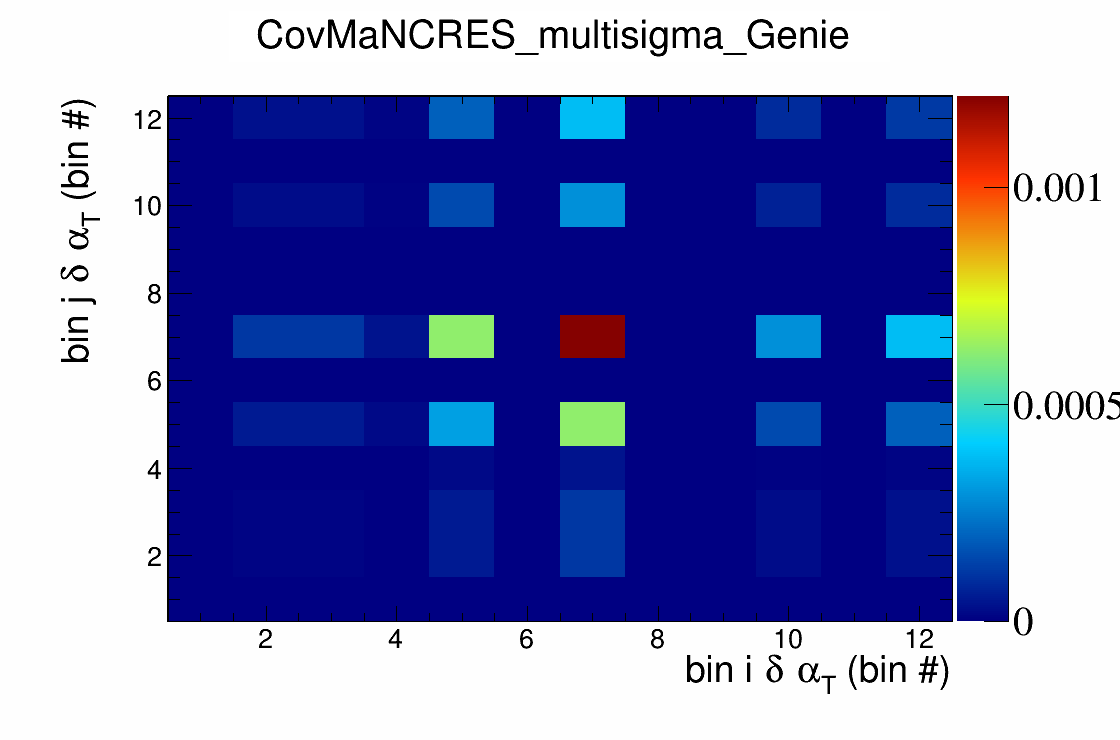 CovMaNCRES_multisigma_Genie
bin j δ α_T (bin #)
12
10
8
6
4
2
2 4 6 8 10 12
bin i δ α_T (bin #)
0.001
0.0005
0